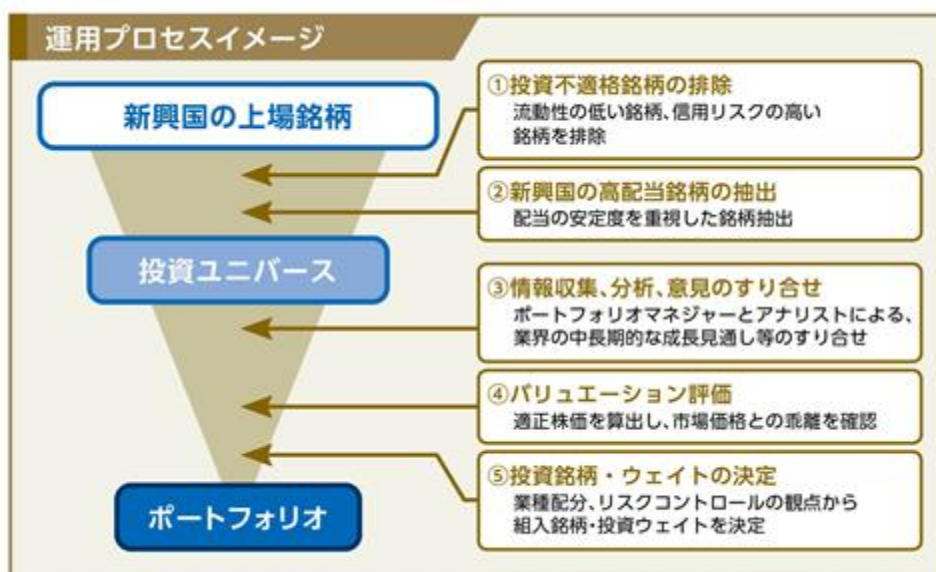 運用プロセスイメージ
新興国の上場銘柄
①投資不適格銘柄の排除
流動性の低い銘柄、信用リスクの高い
銘柄を排除
②新興国の高配当銘柄の抽出
配当の安定度を重視した銘柄抽出
投資ユニバース
③情報収集、分析、意見のすり合せ
ポートフォリオマネジャーとアナリストによる、
業界の中長期的な成長見通し等のすり合せ
④バリュエーション評価
適正株価を算出し、市場価格との乖離を確認
⑤投資銘柄・ウェイトの決定
業種配分、リスクコントロールの観点から
組入銘柄・投資ウェイトを決定
ポートフォリオ